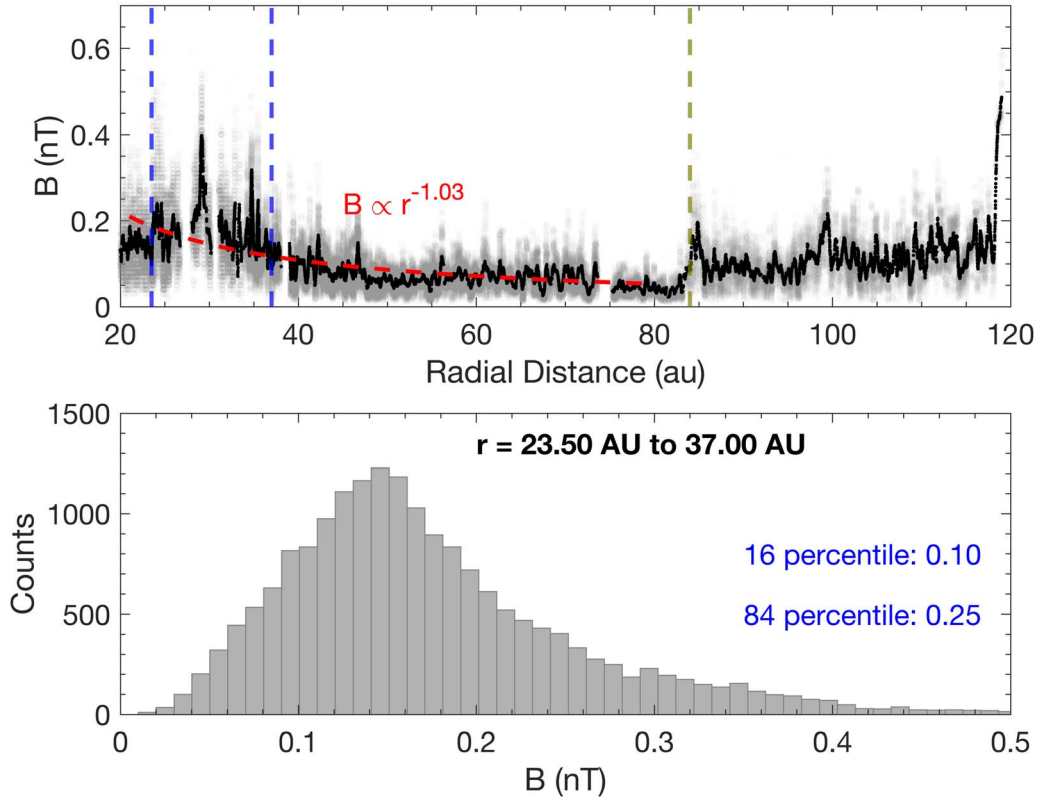 0.6
0.4
0.2
0
B (nT)
B ∝ r^-1.03
20 40 60 80 100 120
Radial Distance (au)
1500
1000
500
0
Counts
r = 23.50 AU to 37.00 AU
16 percentile: 0.10
84 percentile: 0.25
0 0.1 0.2 0.3 0.4 0.5
B (nT)